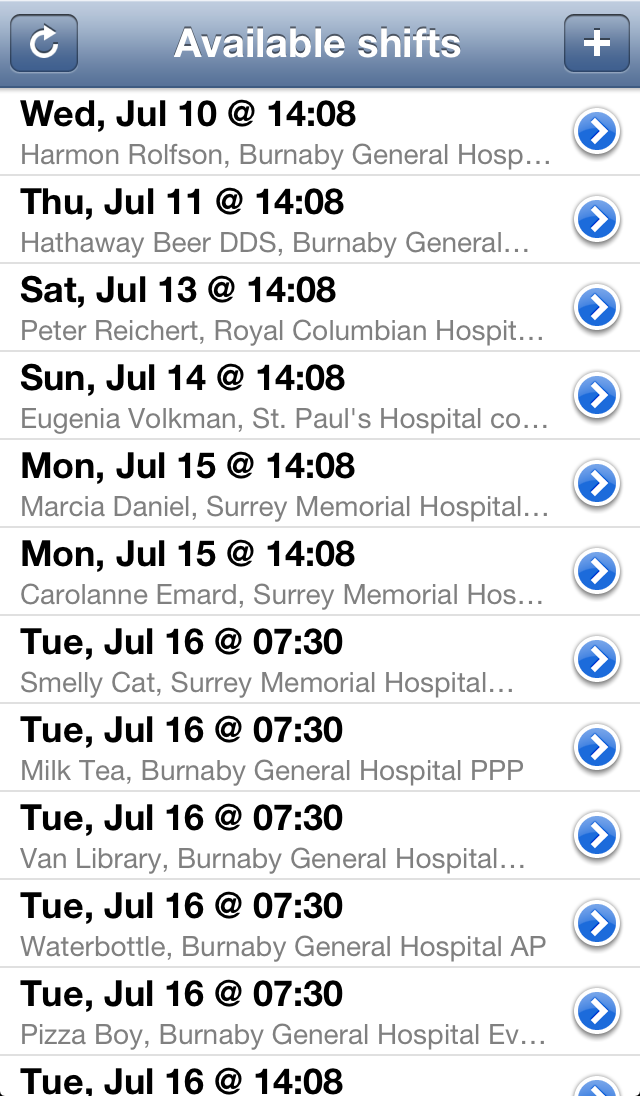 Available shifts
Wed, Jul 10 @ 14:08
Harmon Rolfson, Burnaby General Hosp…
Thu, Jul 11 @ 14:08
Hathaway Beer DDS, Burnaby General…
Sat, Jul 13 @ 14:08
Peter Reichert, Royal Columbian Hospit…
Sun, Jul 14 @ 14:08
Eugenia Volkman, St. Paul's Hospital co…
Mon, Jul 15 @ 14:08
Marcia Daniel, Surrey Memorial Hospital…
Mon, Jul 15 @ 14:08
Carolanne Emard, Surrey Memorial Hos…
Tue, Jul 16 @ 07:30
Smelly Cat, Surrey Memorial Hospital…
Tue, Jul 16 @ 07:30
Milk Tea, Burnaby General Hospital PPP
Tue, Jul 16 @ 07:30
Van Library, Burnaby General Hospital…
Tue, Jul 16 @ 07:30
Waterbottle, Burnaby General Hospital AP
Tue, Jul 16 @ 07:30
Pizza Boy, Burnaby General Hospital Ev…
Tue, Jul 16 @ 14:08